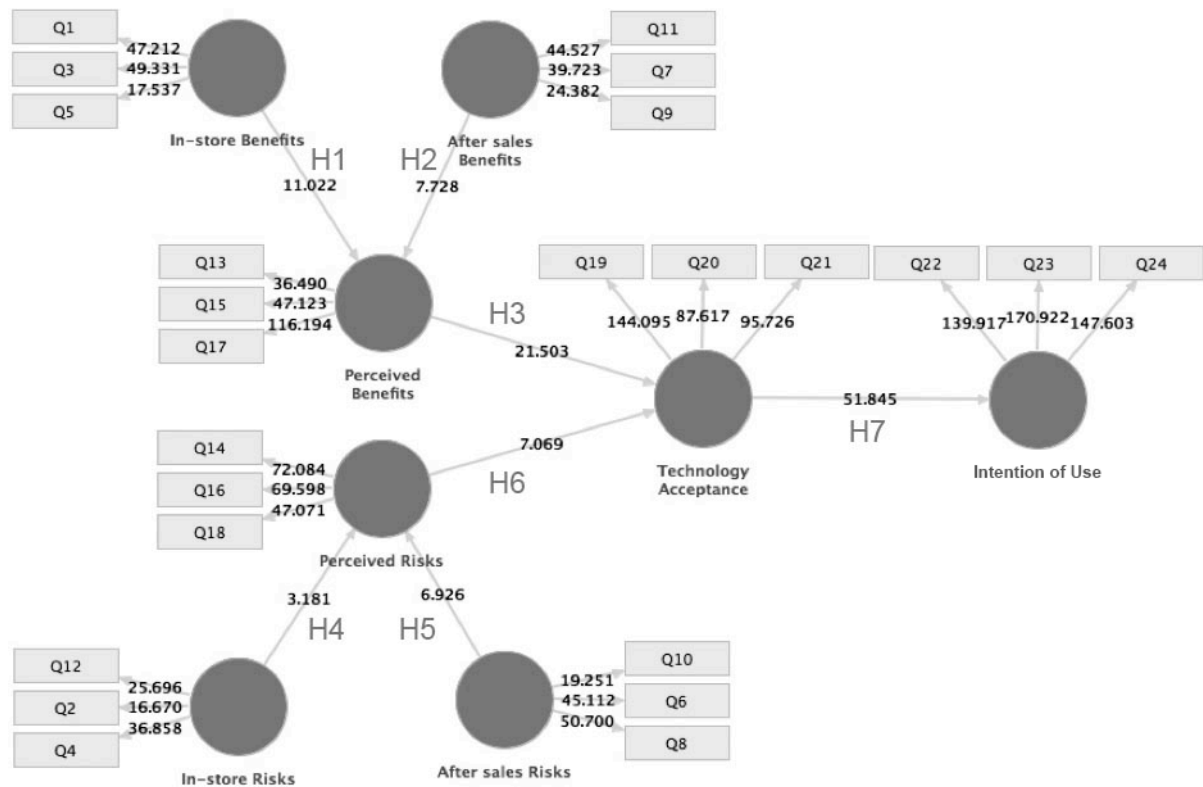 Q1
47.212
Q3
49.331
Q5
17.537
In-store Benefits
Q11
44.527
Q7
39.723
Q9
24.382
After sales
Benefits
H1
11.022
H2
7.728
Q13
36.490
Q15
47.123
Q17
116.194
Perceived
Benefits
H3
21.503
Q19
Q20
Q21
144.095
87.617
95.726
Technology
Acceptance
Q22
Q23
Q24
139.917
170.922
147.603
Intention of Use
51.845
H7
Q14
72.084
Q16
69.598
Q18
47.071
Perceived Risks
7.069
H6
3.181
H4
6.926
H5
Q12
25.696
Q2
16.670
Q4
36.858
In-store Risks
Q10
19.251
Q6
45.112
Q8
50.700
After sales Risks